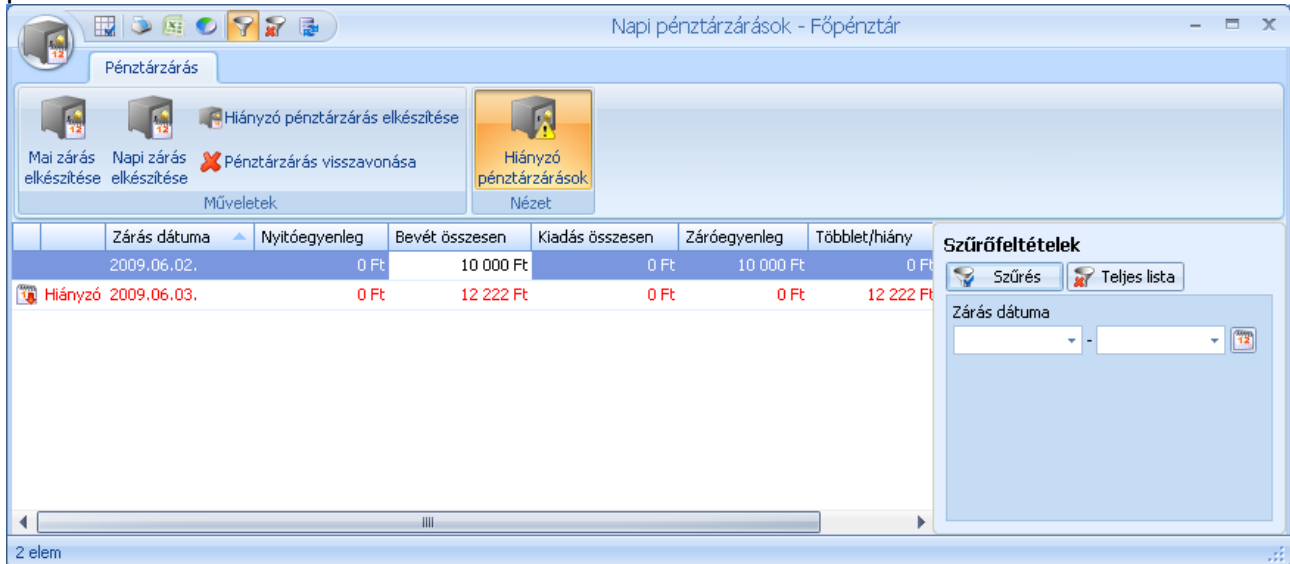 Napi pénztárzárások - Főpénztár
Pénztárzárás
Mai zárás elkészítése
Napi zárás elkészítése
Hiányzó pénztárzárás elkészítése
Pénztárzárás visszavonása
Műveletek
Hiányzó pénztárzárások
Nézet
Zárás dátuma Nyitóegyenleg Bevét összesen Kiadás összesen Záróegyenleg Többlet/hiány
2009.06.02. 0 Ft 10 000 Ft 0 Ft 10 000 Ft 0 Ft
Hiányzó 2009.06.03. 0 Ft 12 222 Ft 0 Ft 0 Ft 12 222 Ft
Szűrőfeltételek
Szűrés Teljes lista
Zárás dátuma
-
2 elem